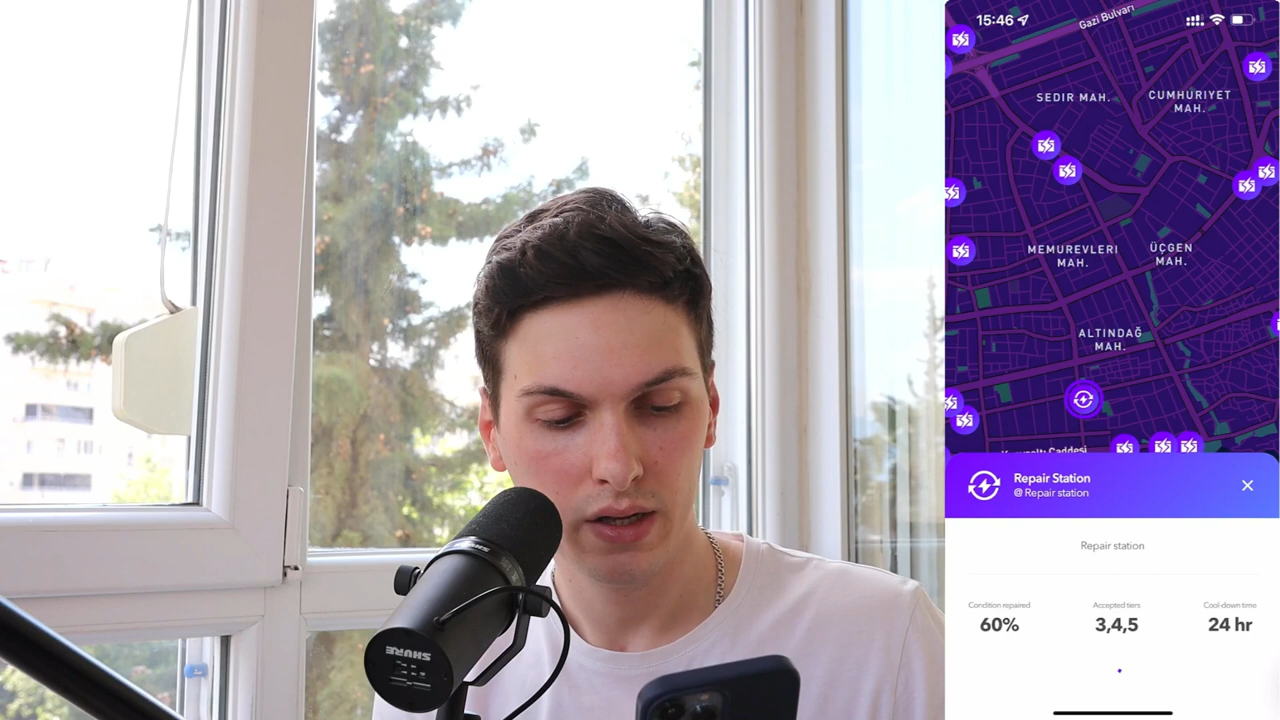 15:46
Gazi Bulvarı
SEDIR MAH.
CUMHURIYET
MAH.
MEMUREVLERI
MAH.
ÜÇGEN
MAH.
ALTINDAĞ
MAH.
Caddesi
Repair Station
@ Repair station
Repair station
Condition repaired
Accepted tiers
Cool-down time
60%
3,4,5
24 hr
SHURE